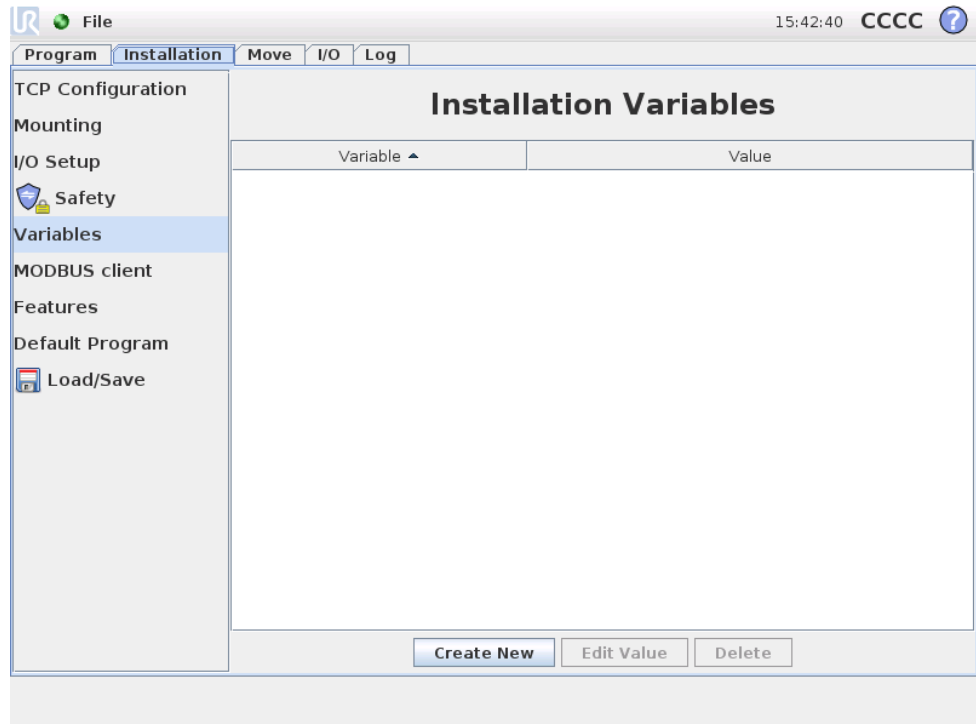 UR File 15:42:40 CCCC ?
Program Installation Move I/O Log
TCP Configuration
Mounting
I/O Setup
Safety
Variables
MODBUS client
Features
Default Program
Load/Save
Installation Variables
Variable Value
Create New Edit Value Delete